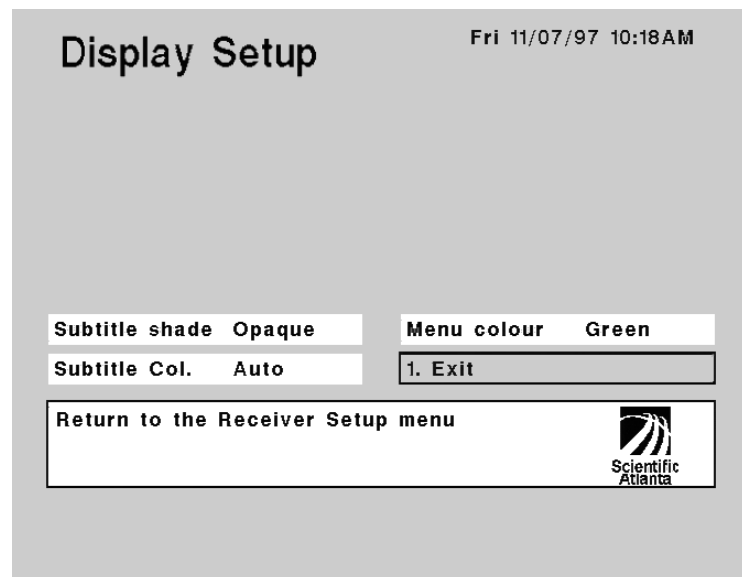 Display Setup
Fri 11/07/97 10:18AM
Subtitle shade Opaque
Menu colour Green
Subtitle Col. Auto
1. Exit
Return to the Receiver Setup menu
Scientific
Atlanta